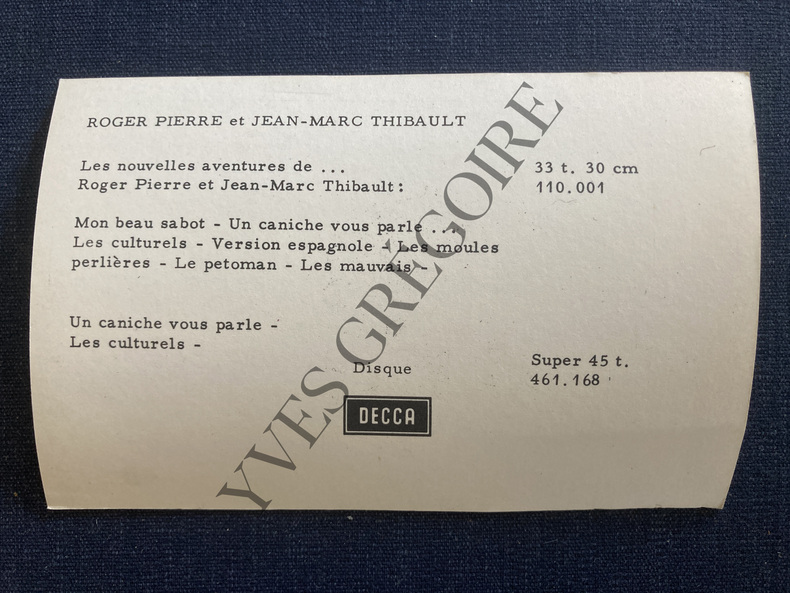 ROGER PIERRE et JEAN-MARC THIBAULT
Les nouvelles aventures de ... 33 t. 30 cm
Roger Pierre et Jean-Marc Thibault : 110.001
Mon beau sabot - Un caniche vous parle ...
Les culturels - Version espagnole - Les moules
perlières - Le petoman - Les mauvais -
Un caniche vous parle -
Les culturels -
Disque Super 45 t.
461.168
DECCA
YVES GRÉGOIRE